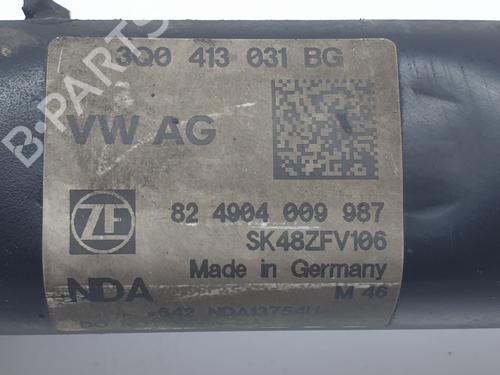 3Q0 413 031 BG
VW AG
ZF
82 4904 009 987
SK48ZFV106
Made in Germany
NDA
M 46
B-PARTS